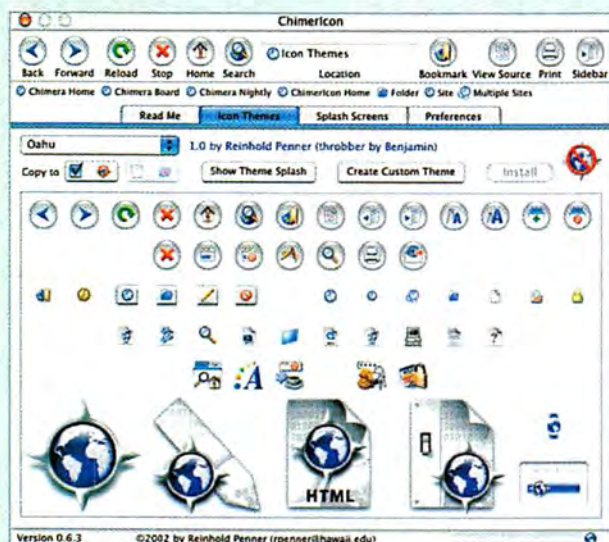 ChimerIcon
Icon Themes
Back Forward Reload Stop Home Search Location Bookmark View Source Print Sidebar
Chimera Home Chimera Board Chimera Nightly ChimerIcon Home Folder Site Multiple Sites
Read Me Icon Themes Splash Screens Preferences
Oahu 1.0 by Reinhold Penner (throbber by Benjamin)
Copy to Show Theme Splash Create Custom Theme Install
HTML
Version 0.6.3 ©2002 by Reinhold Penner (rpenner@hawaii.edu)